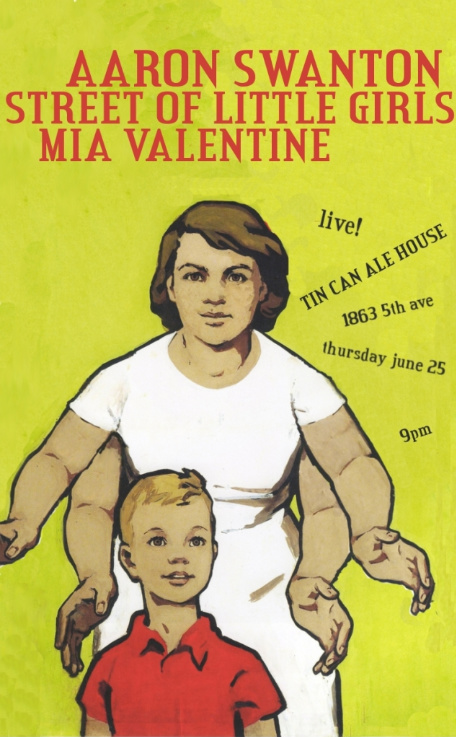 AARON SWANTON
STREET OF LITTLE GIRLS
MIA VALENTINE
live!
TIN CAN ALE HOUSE
1863 5th ave
thursday june 25
9pm